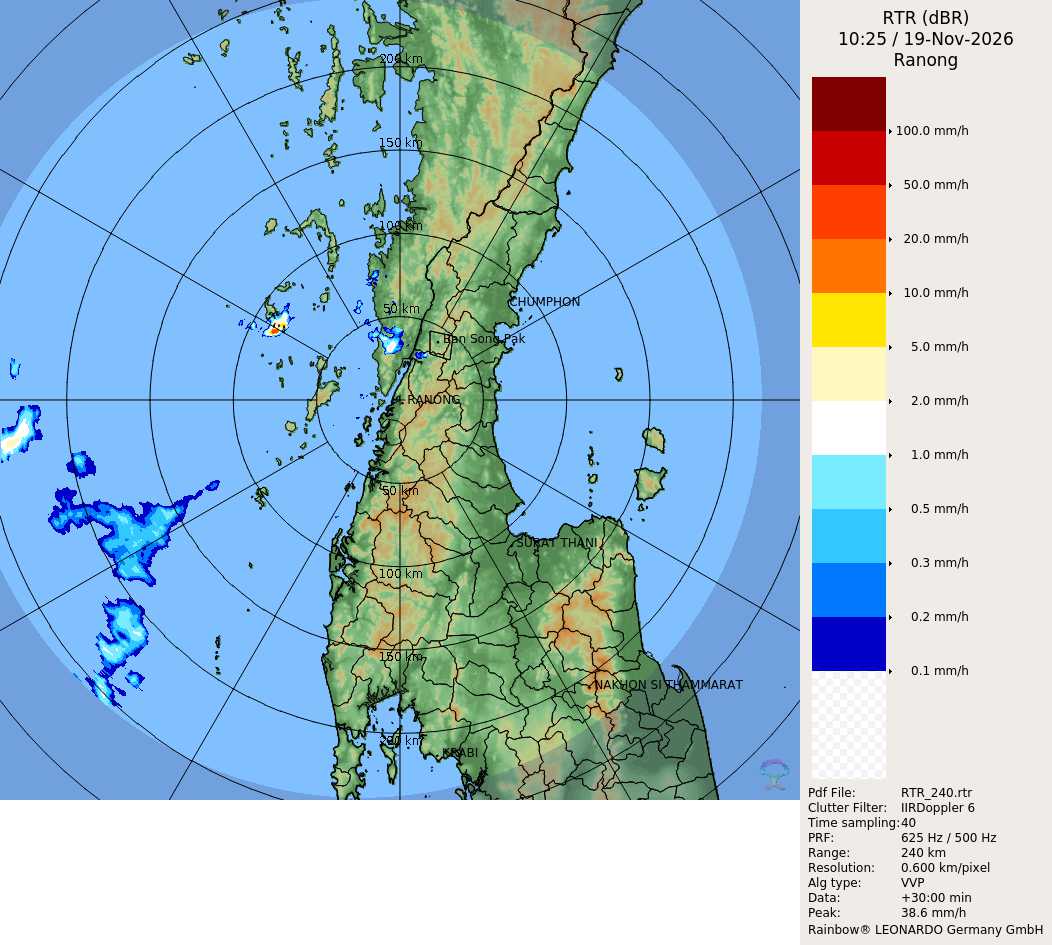 RTR (dBR)
10:25 / 19-Nov-2026
Ranong
100.0 mm/h
50.0 mm/h
20.0 mm/h
10.0 mm/h
5.0 mm/h
2.0 mm/h
1.0 mm/h
0.5 mm/h
0.3 mm/h
0.2 mm/h
0.1 mm/h
Pdf File: RTR_240.rtr
Clutter Filter: IIRDoppler 6
Time sampling: 40
PRF: 625 Hz / 500 Hz
Range: 240 km
Resolution: 0.600 km/pixel
Alg type: VVP
Data: +30:00 min
Peak: 38.6 mm/h
Rainbow® LEONARDO Germany GmbH
200 km
150 km
100 km
50 km
CHUMPHON
Ban Song Pak
RANONG
50 km
SURAT THANI
100 km
150 km
NAKHON SI THAMMARAT
200 km
KRABI